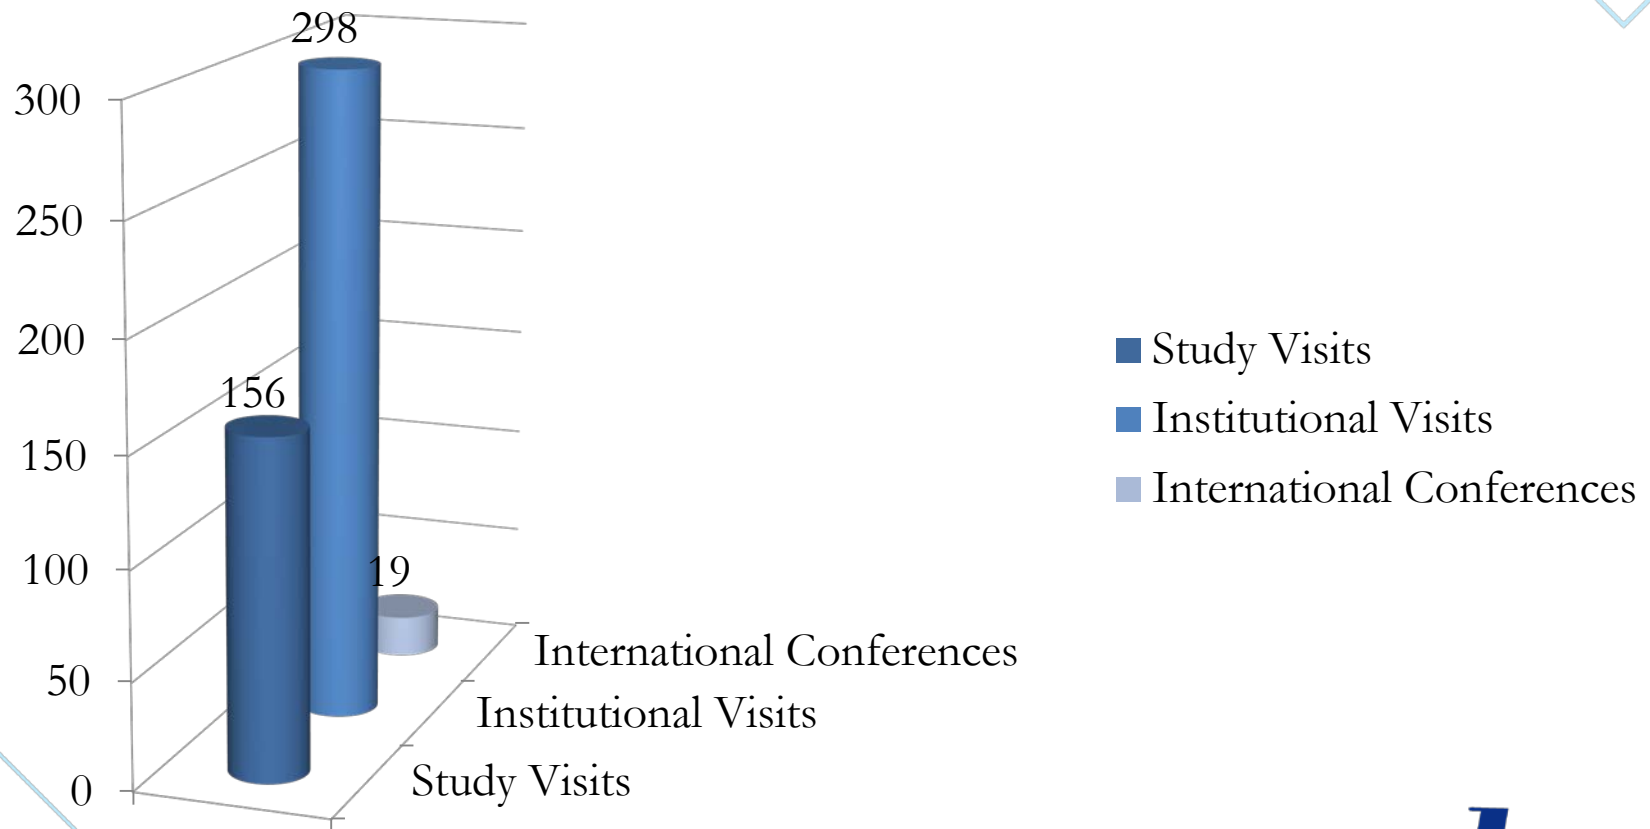 298
300
250
200
156
150
100
19
50
0
International Conferences
Institutional Visits
Study Visits
Study Visits
Institutional Visits
International Conferences